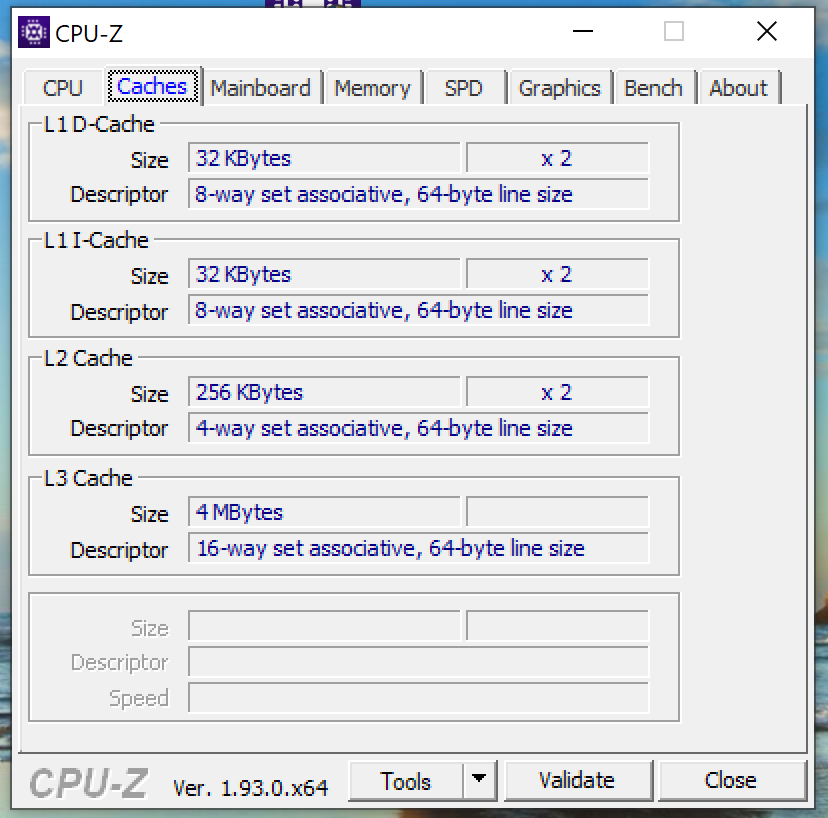 CPU-Z
CPU Caches Mainboard Memory SPD Graphics Bench About
L1 D-Cache
Size 32 KBytes x 2
Descriptor 8-way set associative, 64-byte line size
L1 I-Cache
Size 32 KBytes x 2
Descriptor 8-way set associative, 64-byte line size
L2 Cache
Size 256 KBytes x 2
Descriptor 4-way set associative, 64-byte line size
L3 Cache
Size 4 MBytes
Descriptor 16-way set associative, 64-byte line size
Size
Descriptor
Speed
CPU-Z Ver. 1.93.0.x64 Tools Validate Close